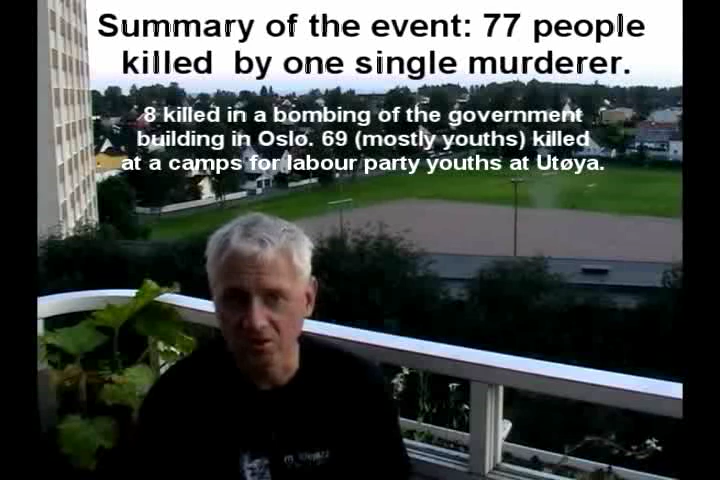 Summary of the event: 77 people
killed by one single murderer.
8 killed in a bombing of the government
building in Oslo. 69 (mostly youths) killed
at a camps for labour party youths at Utøya.